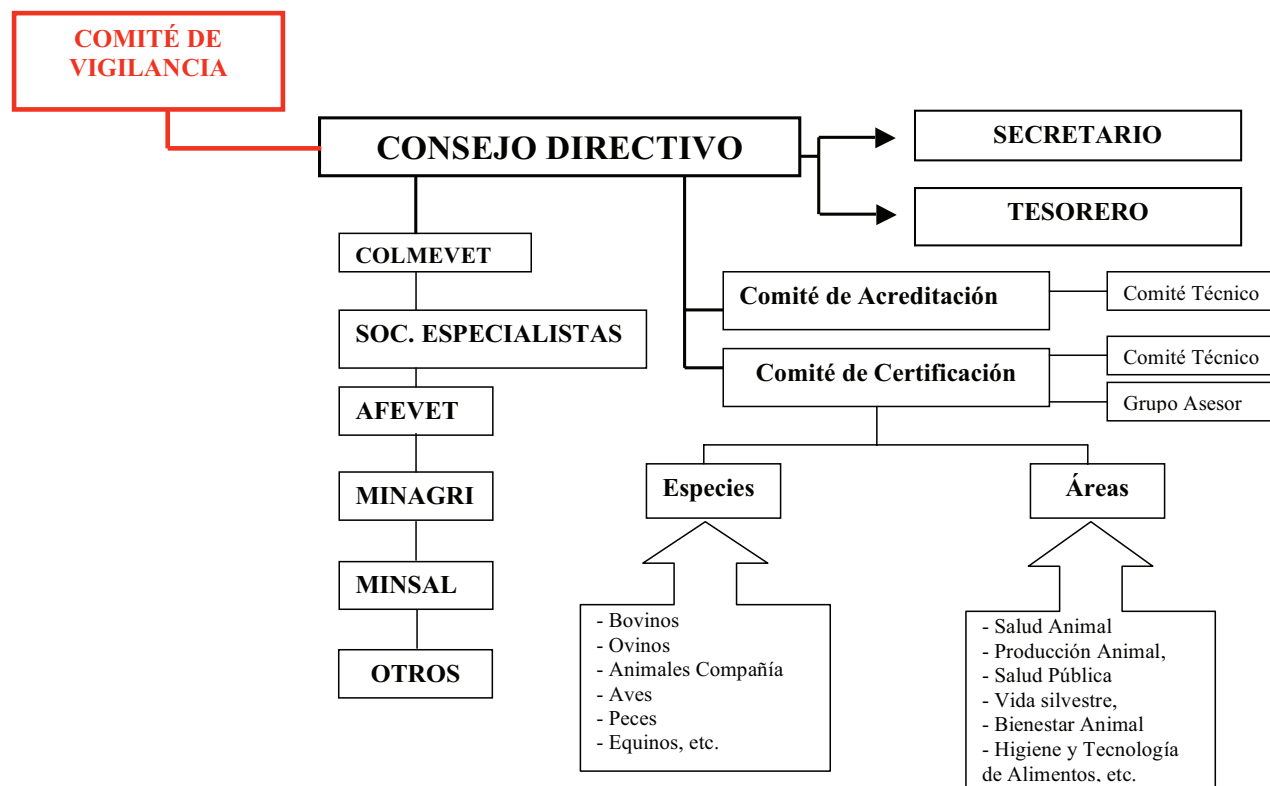 COMITÉ DE
VIGILANCIA
CONSEJO DIRECTIVO
SECRETARIO
TESORERO
COLMEVET
SOC. ESPECIALISTAS
AFEVET
MINAGRI
MINSAL
OTROS
Comité de Acreditación
Comité Técnico
Comité de Certificación
Comité Técnico
Grupo Asesor
Especies
- Bovinos
- Ovinos
- Animales Compañía
- Aves
- Peces
- Equinos, etc.
Áreas
- Salud Animal
- Producción Animal,
- Salud Pública
- Vida silvestre,
- Bienestar Animal
- Higiene y Tecnología
de Alimentos, etc.